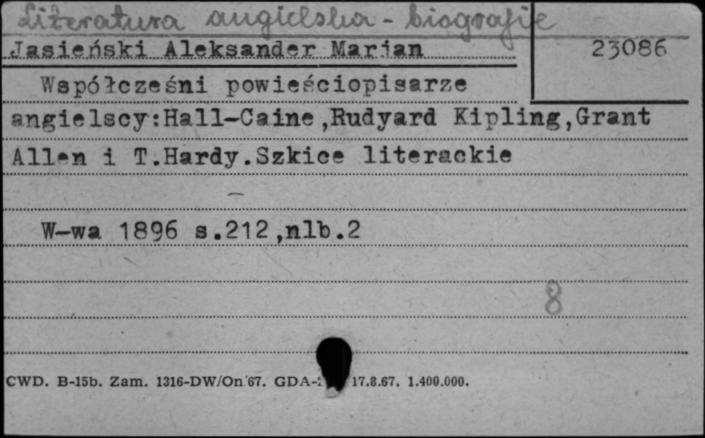 Literatura angielska - biografie
Jasieński Aleksander Marian
23086
Współcześni powieściopisarze
angielscy:Hall-Caine,Rudyard Kipling,Grant
Allen i T.Hardy.Szkice literackie
W-wa 1896 s.212,nlb.2
8
CWD. B-15b. Zam. 1316-DW/On 67. GDA- 17.8.67. 1.400.000.